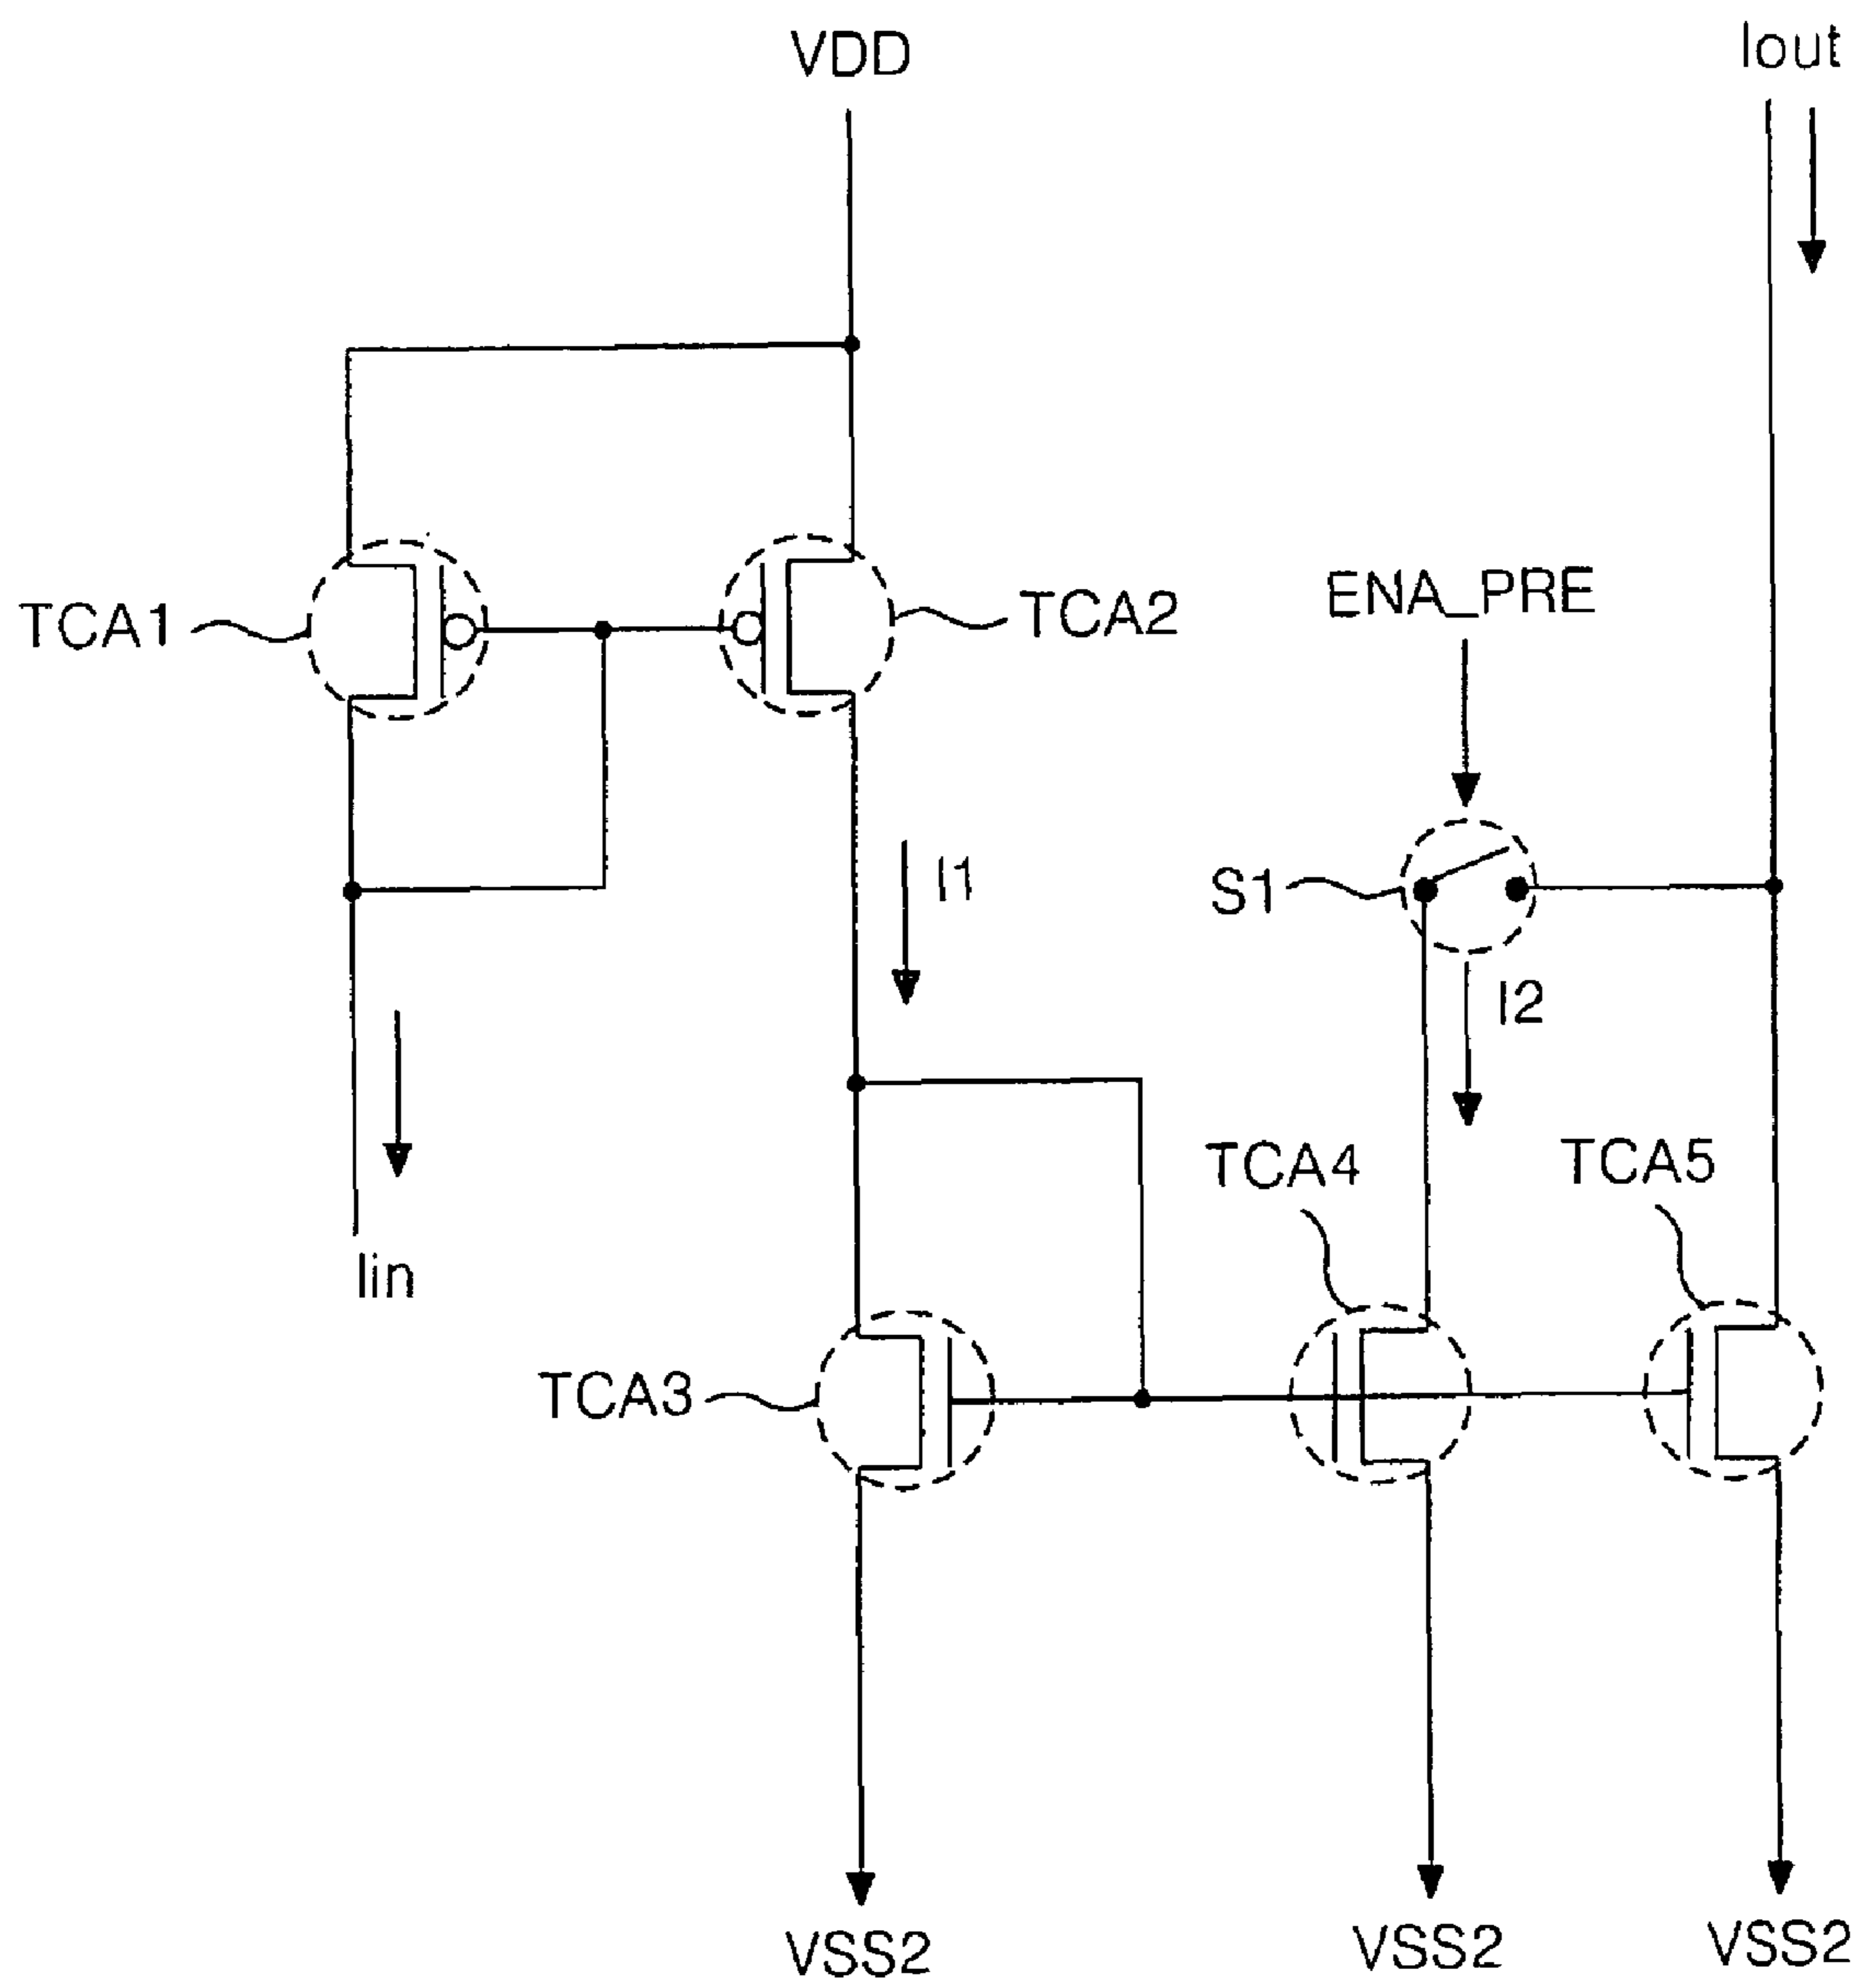 VDD
Iout
TCA1
TCA2
ENA_PRE
I1
S1
I2
TCA4
TCA5
Iin
TCA3
VSS2
VSS2
VSS2